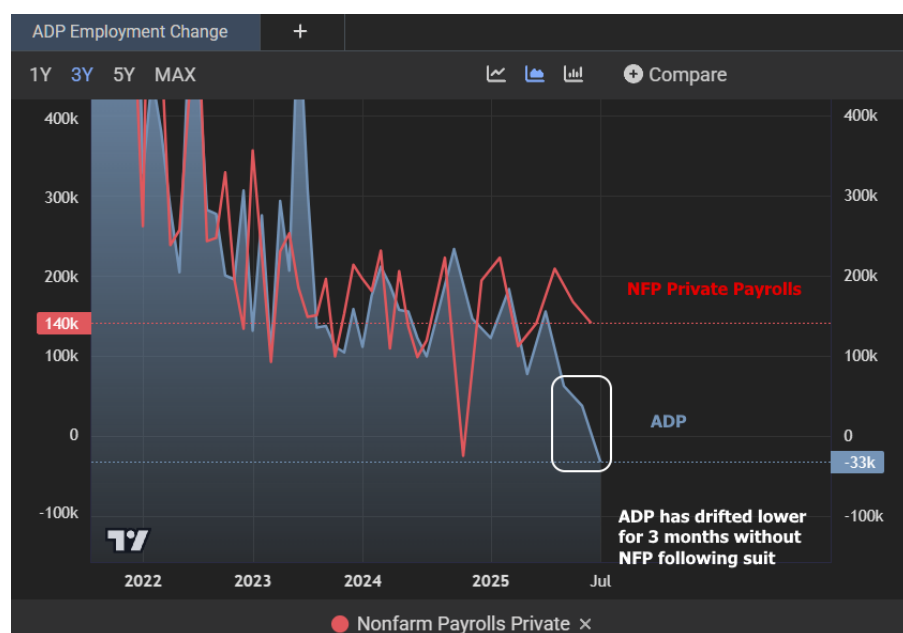 ADP Employment Change +
1Y 3Y 5Y MAX Compare
400k 400k
300k 300k
200k 200k
NFP Private Payrolls
140k
100k 100k
ADP
0 0
-33k
-100k -100k
ADP has drifted lower
for 3 months without
NFP following suit
2022 2023 2024 2025 Jul
Nonfarm Payrolls Private ×